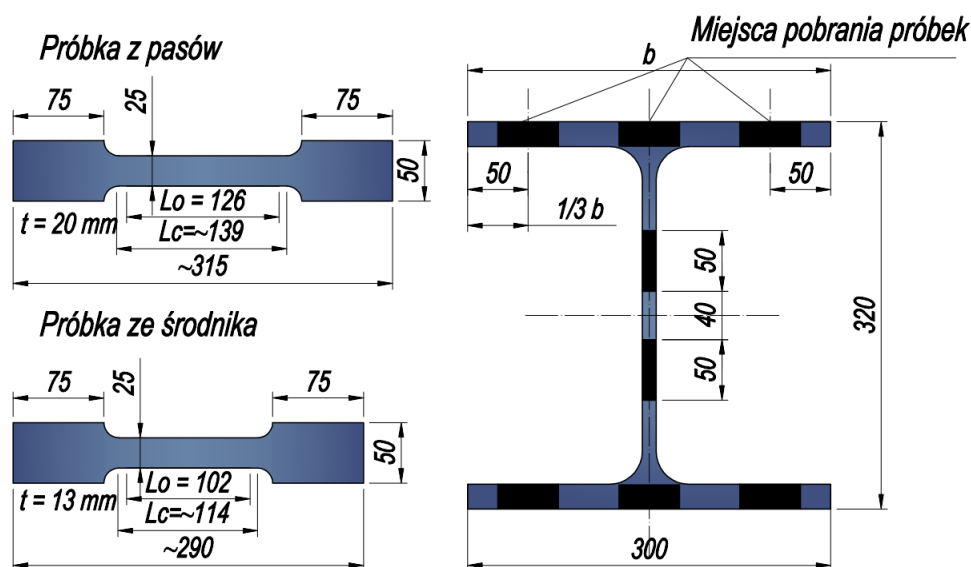 Próbka z pasów
75
25
75
50
t = 20 mm
Lo = 126
Lc=~139
~315
Próbka ze środnika
75
25
75
50
t = 13 mm
Lo = 102
Lc=~114
~290
Miejsca pobrania próbek
b
50
50
1/3 b
50
40
50
320
300